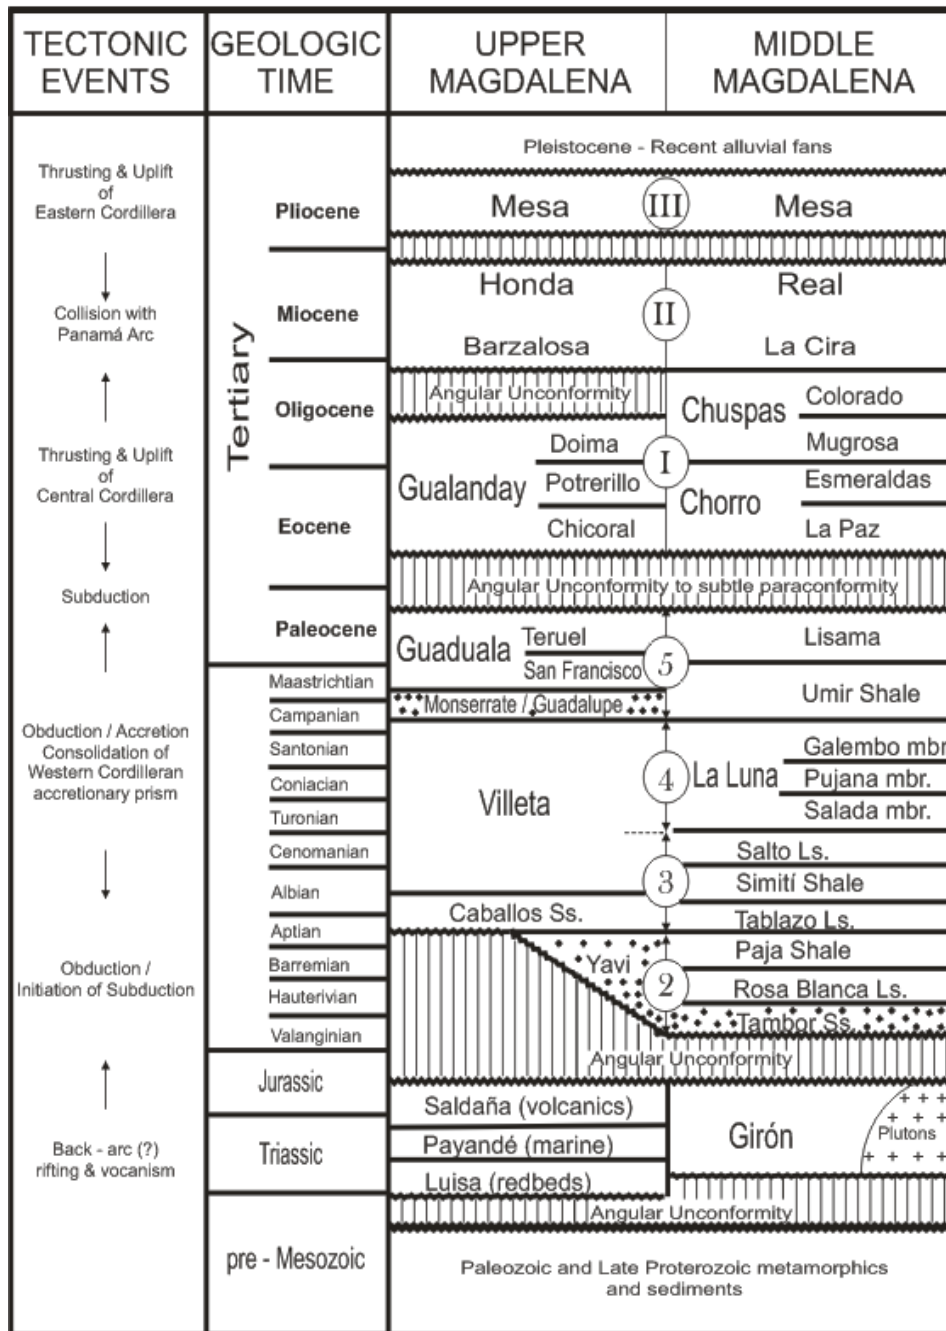 TECTONIC
EVENTS
GEOLOGIC
TIME
UPPER
MAGDALENA
MIDDLE
MAGDALENA
Thrusting & Uplift
of
Eastern Cordillera
Collision with
Panamá Arc
Thrusting & Uplift
of
Central Cordillera
Subduction
Obduction / Accretion
Consolidation of
Western Cordilleran
accretionary prism
Obduction /
Initiation of Subduction
Back - arc (?)
rifting & vocanism
Tertiary
Pliocene
Miocene
Oligocene
Eocene
Paleocene
Maastrichtian
Campanian
Santonian
Coniacian
Turonian
Cenomanian
Albian
Aptian
Barremian
Hauterivian
Valanginian
Jurassic
Triassic
pre - Mesozoic
Pleistocene - Recent alluvial fans
Mesa III Mesa
Honda Real
II
Barzalosa La Cira
Angular Unconformity
Chuspas Colorado
Mugrosa
Gualanday Doima
Potrerillo
Chicoral
I
Chorro Esmeraldas
La Paz
Angular Unconformity to subtle paraconformity
Guaduala Teruel
San Francisco
5
Lisama
Umir Shale
Monserrate / Guadalupe
Villeta
4
La Luna Galembo mbr
Pujana mbr.
Salada mbr.
3
Salto Ls.
Simití Shale
Caballos Ss. Tablazo Ls.
Yavi
2
Paja Shale
Rosa Blanca Ls.
Tambor Ss.
Angular Unconformity
Saldaña (volcanics)
Payandé (marine)
Luisa (redbeds)
Girón
Plutons
Angular Unconformity
Paleozoic and Late Proterozoic metamorphics
and sediments